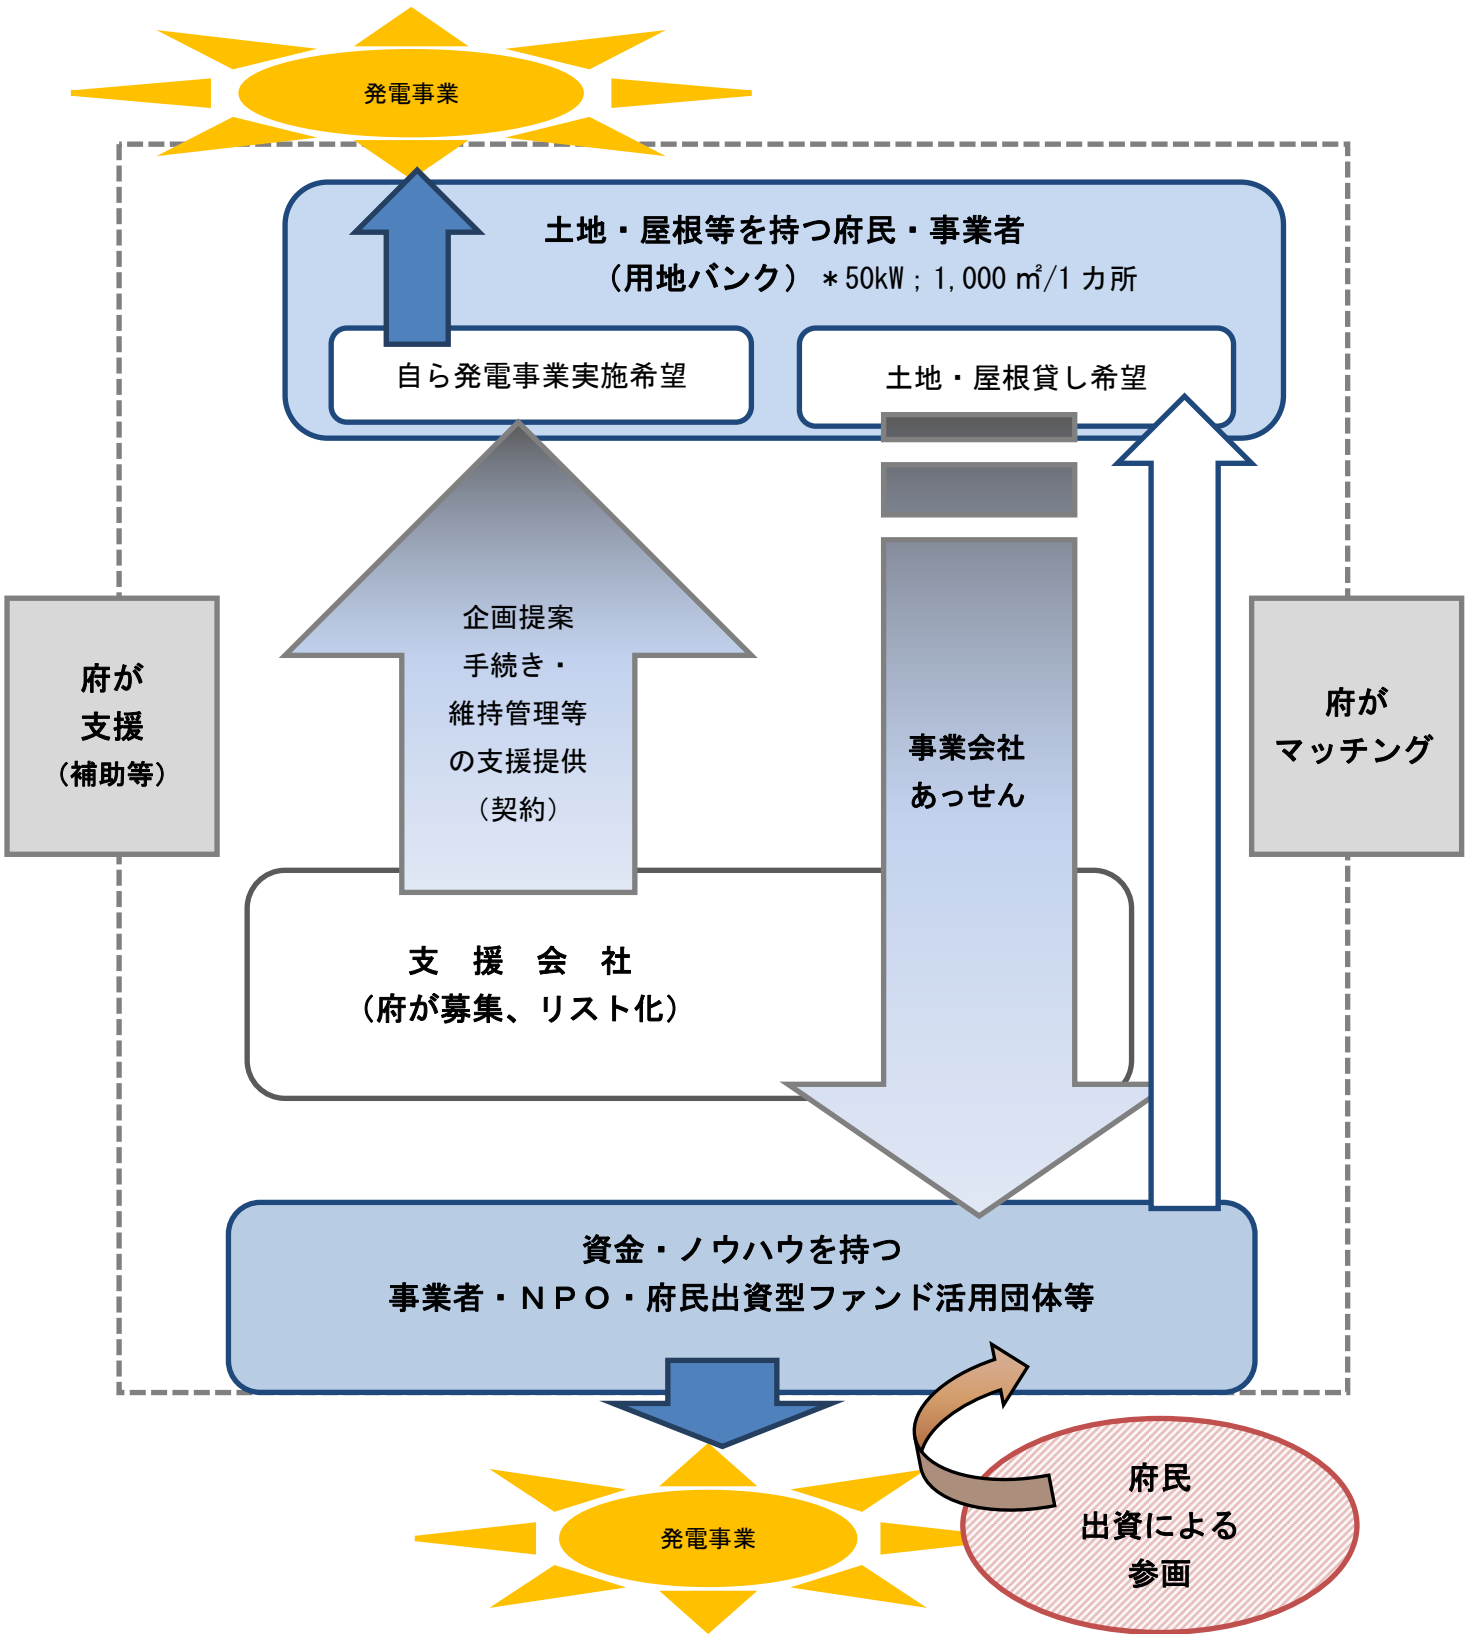 発電事業
土地・屋根等を持つ府民・事業者
（用地バンク）＊50kW；1,000 ㎡/1 カ所
自ら発電事業実施希望
土地・屋根貸し希望
企画提案
手続き・
維持管理等
の支援提供
（契約）
府が
支援
（補助等）
事業会社
あっせん
府が
マッチング
支　援　会　社
（府が募集、リスト化）
資金・ノウハウを持つ
事業者・ＮＰＯ・府民出資型ファンド活用団体等
発電事業
府民
出資による
参画